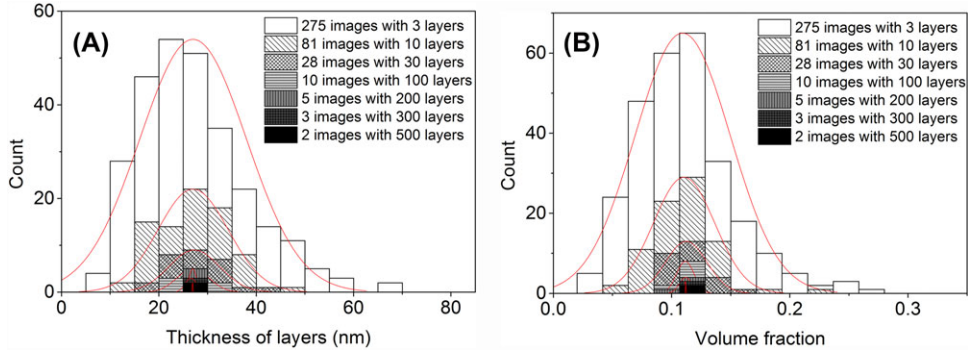 (A)
275 images with 3 layers
81 images with 10 layers
28 images with 30 layers
10 images with 100 layers
5 images with 200 layers
3 images with 300 layers
2 images with 500 layers
60
40
20
0
Count
0 20 40 60 80
Thickness of layers (nm)
(B)
275 images with 3 layers
81 images with 10 layers
28 images with 30 layers
10 images with 100 layers
5 images with 200 layers
3 images with 300 layers
2 images with 500 layers
60
40
20
0
Count
0.0 0.1 0.2 0.3
Volume fraction